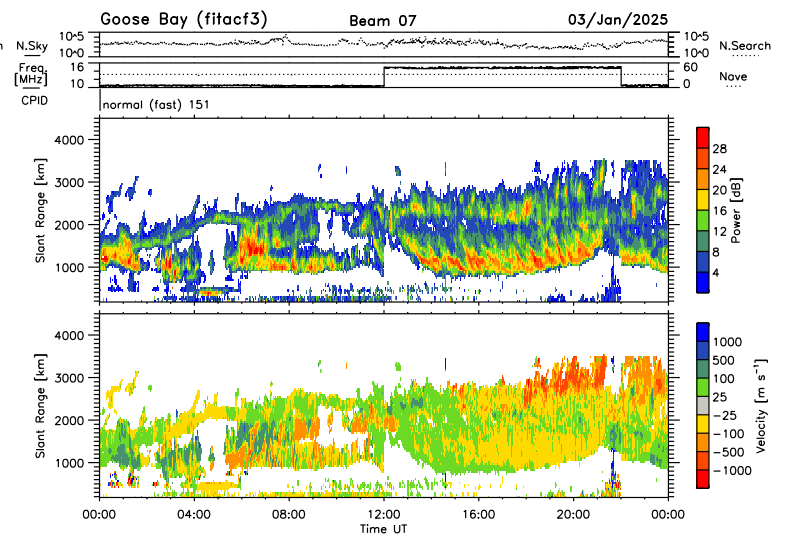 Goose Bay (fitacf3) Beam 07 03/Jan/2025
n N.Sky 10^5 10^0 10^5 10^0 N.Search
Freq. [MHz] 16 10 60 0 Nave
CPID normal (fast) 151
Slant Range [km] 4000 3000 2000 1000
28 24 20 16 12 8 4 Power [dB]
Slant Range [km] 4000 3000 2000 1000
1000 500 100 25 −25 −100 −500 −1000 Velocity [m s⁻¹]
00:00 04:00 08:00 12:00 16:00 20:00 00:00
Time UT